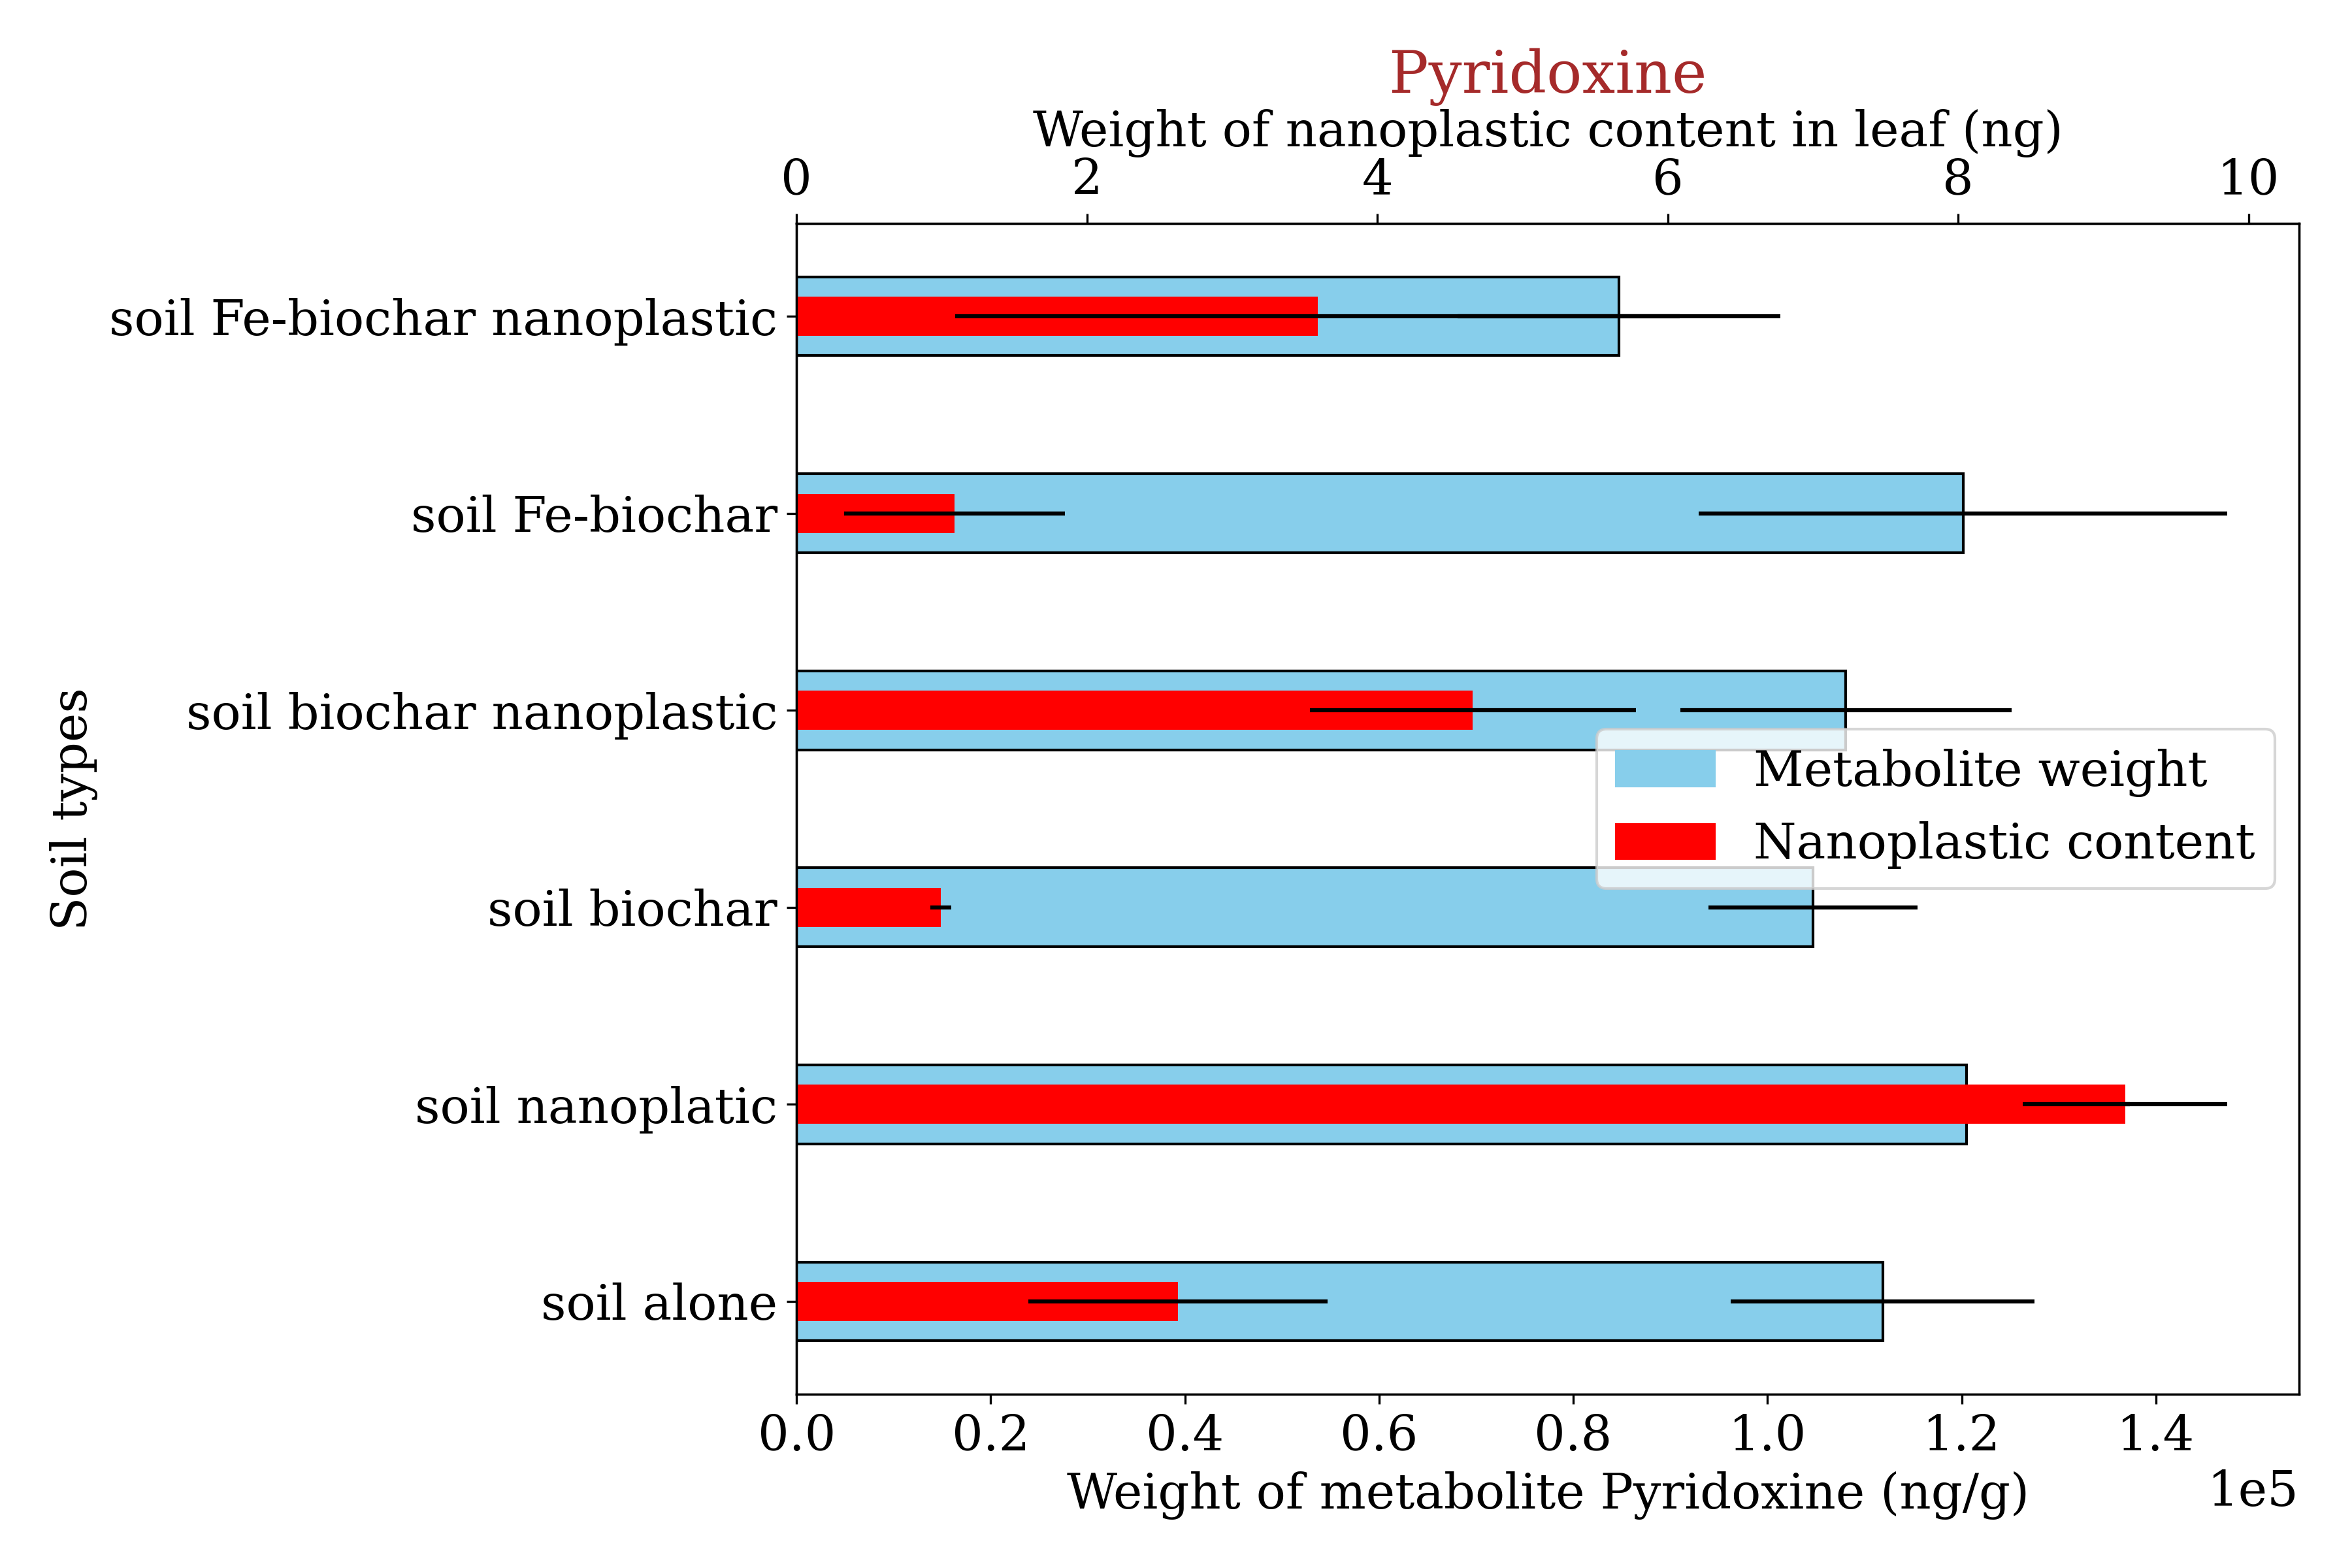 Pyridoxine
Weight of nanoplastic content in leaf (ng)
0 2 4 6 8 10
soil Fe-biochar nanoplastic
soil Fe-biochar
soil biochar nanoplastic
Soil types
Metabolite weight
Nanoplastic content
soil biochar
soil nanoplatic
soil alone
0.0 0.2 0.4 0.6 0.8 1.0 1.2 1.4
Weight of metabolite Pyridoxine (ng/g)
1e5